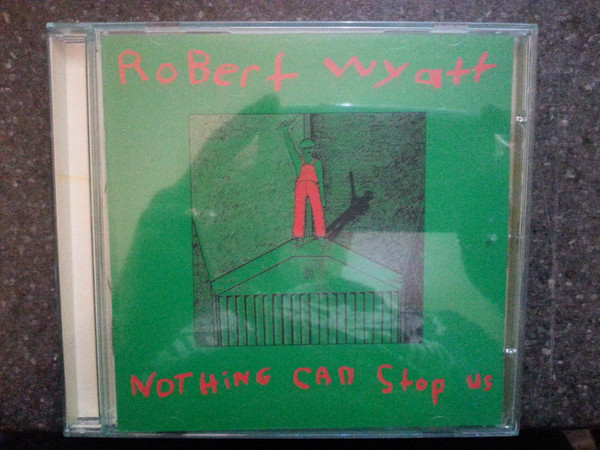 RoBert Wyatt
NOTHiNG CAn Stop us